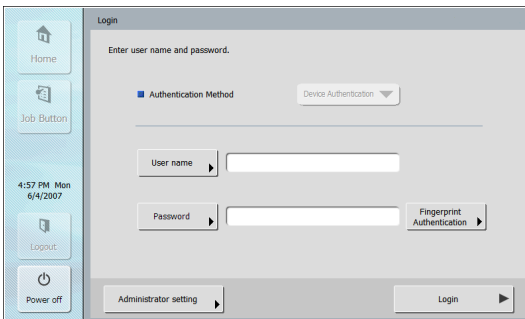 Login
Home
Enter user name and password.
Authentication Method
Device Authentication
Job Button
User name
4:57 PM Mon
6/4/2007
Password
Fingerprint
Authentication
Logout
Power off
Administrator setting
Login